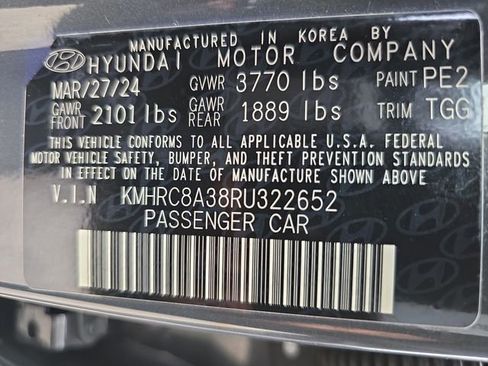 MANUFACTURED IN KOREA BY
HYUNDAI MOTOR COMPANY
MAR/27/24 GVWR 3770 lbs PAINT PE2
GAWR FRONT 2101 lbs GAWR REAR 1889 lbs TRIM TGG
THIS VEHICLE CONFORMS TO ALL APPLICABLE U.S.A. FEDERAL
MOTOR VEHICLE SAFETY, BUMPER, AND THEFT PREVENTION STANDARDS
IN EFFECT ON THE DATE OF MANUFACTURE SHOWN ABOVE.
V.I.N KMHRC8A38RU322652
PASSENGER CAR